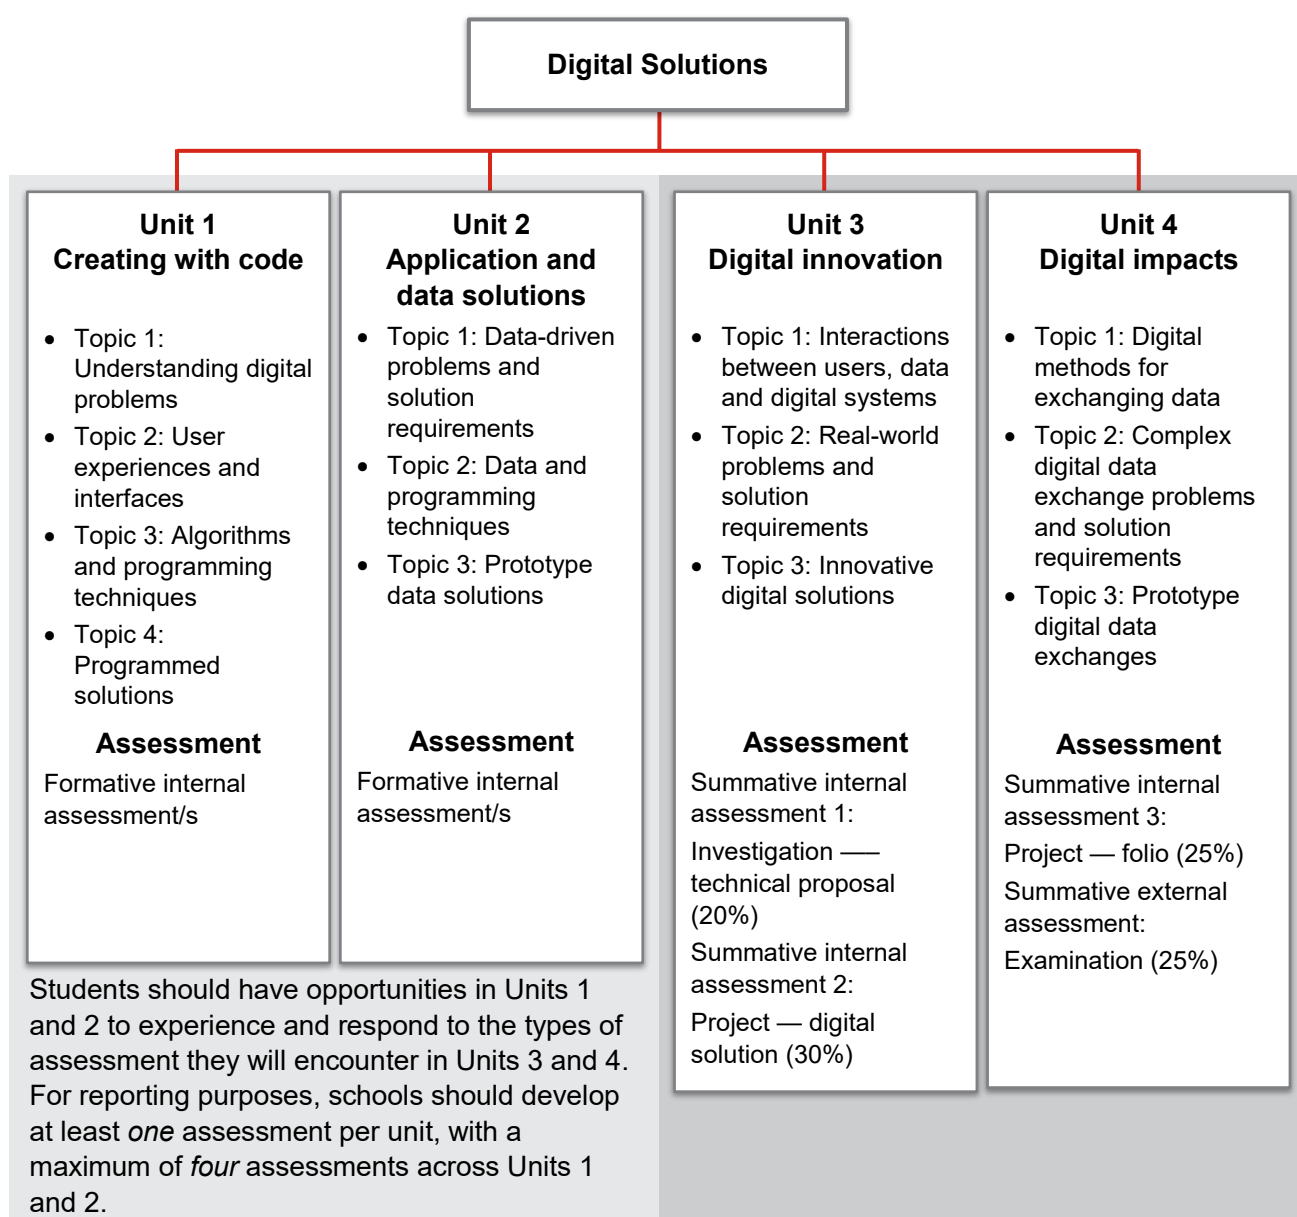 Digital Solutions
Unit 1
Creating with code
• Topic 1:
Understanding digital
problems
• Topic 2: User
experiences and
interfaces
• Topic 3: Algorithms
and programming
techniques
• Topic 4:
Programmed
solutions
Assessment
Formative internal
assessment/s
Unit 2
Application and
data solutions
• Topic 1: Data-driven
problems and
solution
requirements
• Topic 2: Data and
programming
techniques
• Topic 3: Prototype
data solutions
Assessment
Formative internal
assessment/s
Students should have opportunities in Units 1
and 2 to experience and respond to the types of
assessment they will encounter in Units 3 and 4.
For reporting purposes, schools should develop
at least one assessment per unit, with a
maximum of four assessments across Units 1
and 2.
Unit 3
Digital innovation
• Topic 1: Interactions
between users, data
and digital systems
• Topic 2: Real-world
problems and
solution
requirements
• Topic 3: Innovative
digital solutions
Assessment
Summative internal
assessment 1:
Investigation —–
technical proposal
(20%)
Summative internal
assessment 2:
Project — digital
solution (30%)
Unit 4
Digital impacts
• Topic 1: Digital
methods for
exchanging data
• Topic 2: Complex
digital data
exchange problems
and solution
requirements
• Topic 3: Prototype
digital data
exchanges
Assessment
Summative internal
assessment 3:
Project — folio (25%)
Summative external
assessment:
Examination (25%)